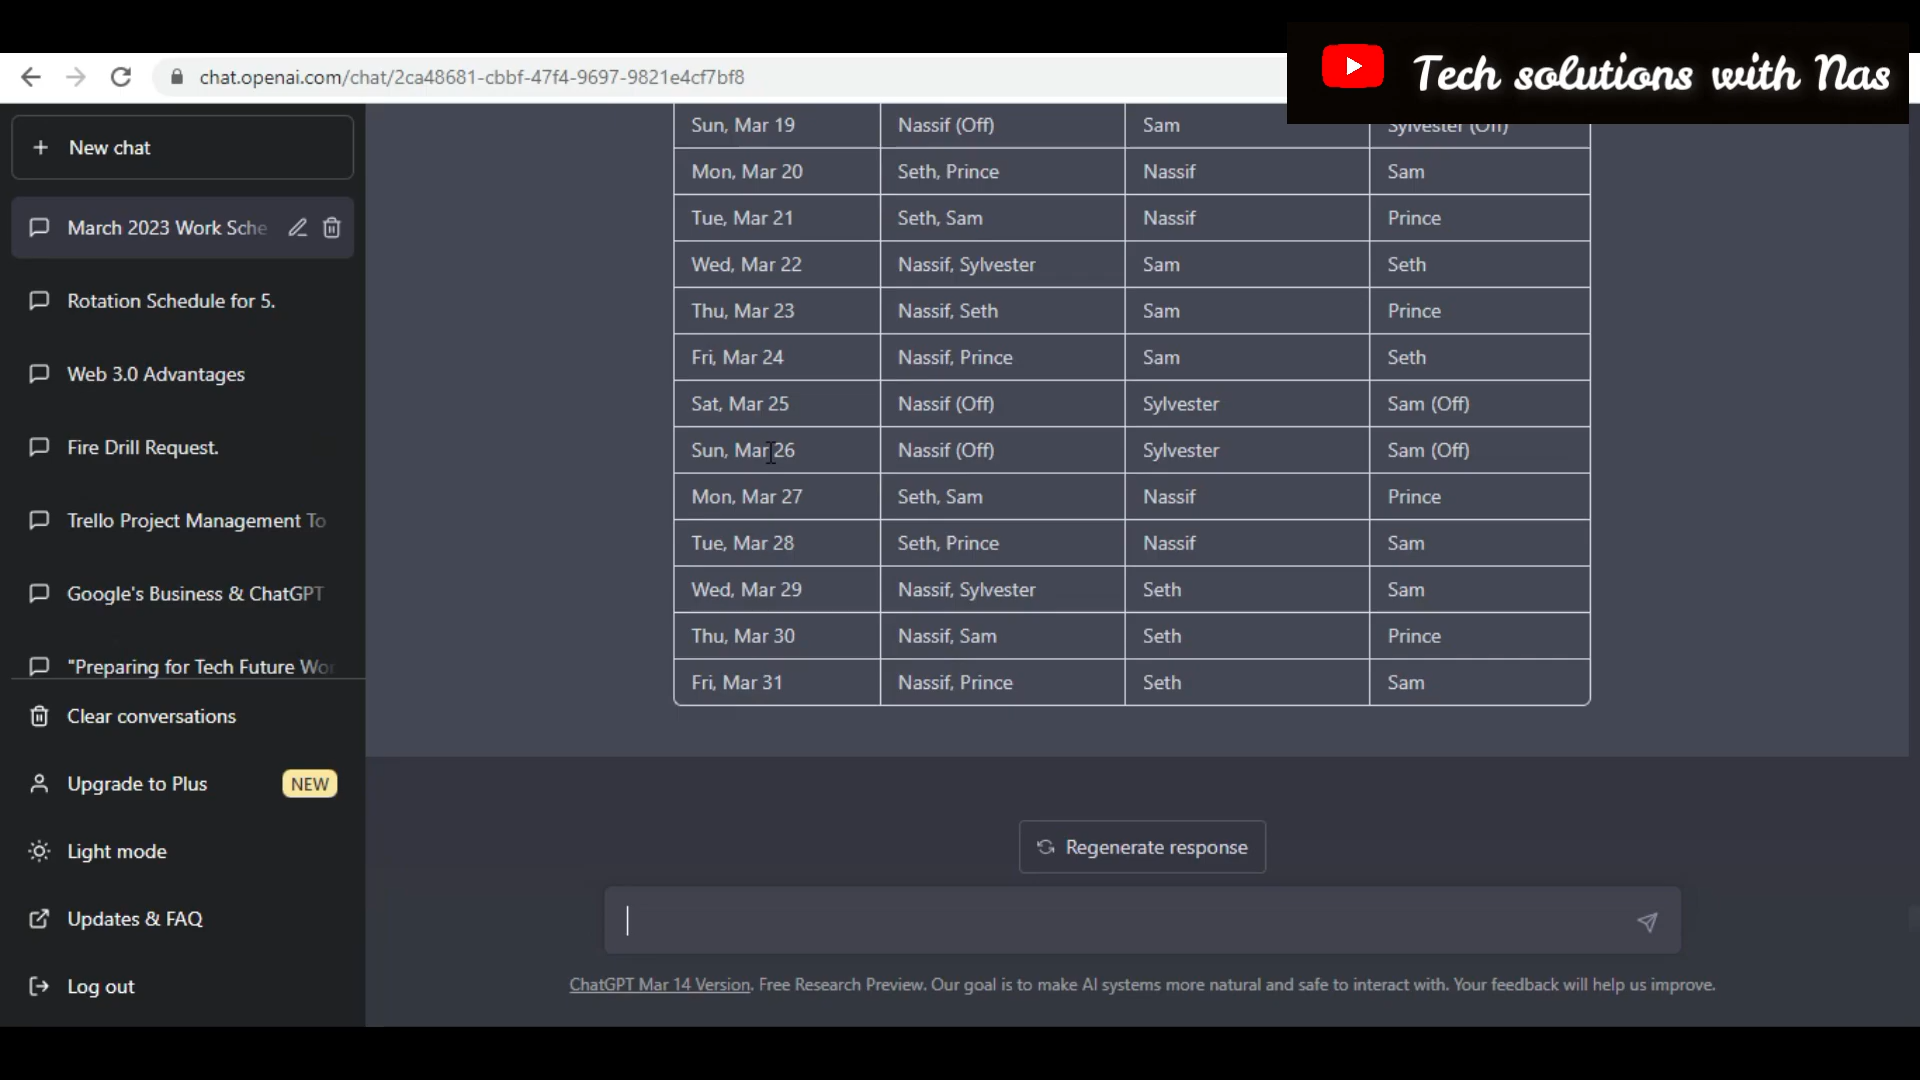 Tech solutions with Nas
chat.openai.com/chat/2ca48681-cbbf-47f4-9697-9821e4cf7bf8
New chat
March 2023 Work Sche
Rotation Schedule for 5.
Web 3.0 Advantages
Fire Drill Request.
Trello Project Management To
Google's Business & ChatGPT
"Preparing for Tech Future Wor
Clear conversations
Upgrade to Plus NEW
Light mode
Updates & FAQ
Log out
Sun, Mar 19 Nassif (Off) Sam Sylvester (Off)
Mon, Mar 20 Seth, Prince Nassif Sam
Tue, Mar 21 Seth, Sam Nassif Prince
Wed, Mar 22 Nassif, Sylvester Sam Seth
Thu, Mar 23 Nassif, Seth Sam Prince
Fri, Mar 24 Nassif, Prince Sam Seth
Sat, Mar 25 Nassif (Off) Sylvester Sam (Off)
Sun, Mar 26 Nassif (Off) Sylvester Sam (Off)
Mon, Mar 27 Seth, Sam Nassif Prince
Tue, Mar 28 Seth, Prince Nassif Sam
Wed, Mar 29 Nassif, Sylvester Seth Sam
Thu, Mar 30 Nassif, Sam Seth Prince
Fri, Mar 31 Nassif, Prince Seth Sam
Regenerate response
ChatGPT Mar 14 Version. Free Research Preview. Our goal is to make AI systems more natural and safe to interact with. Your feedback will help us improve.